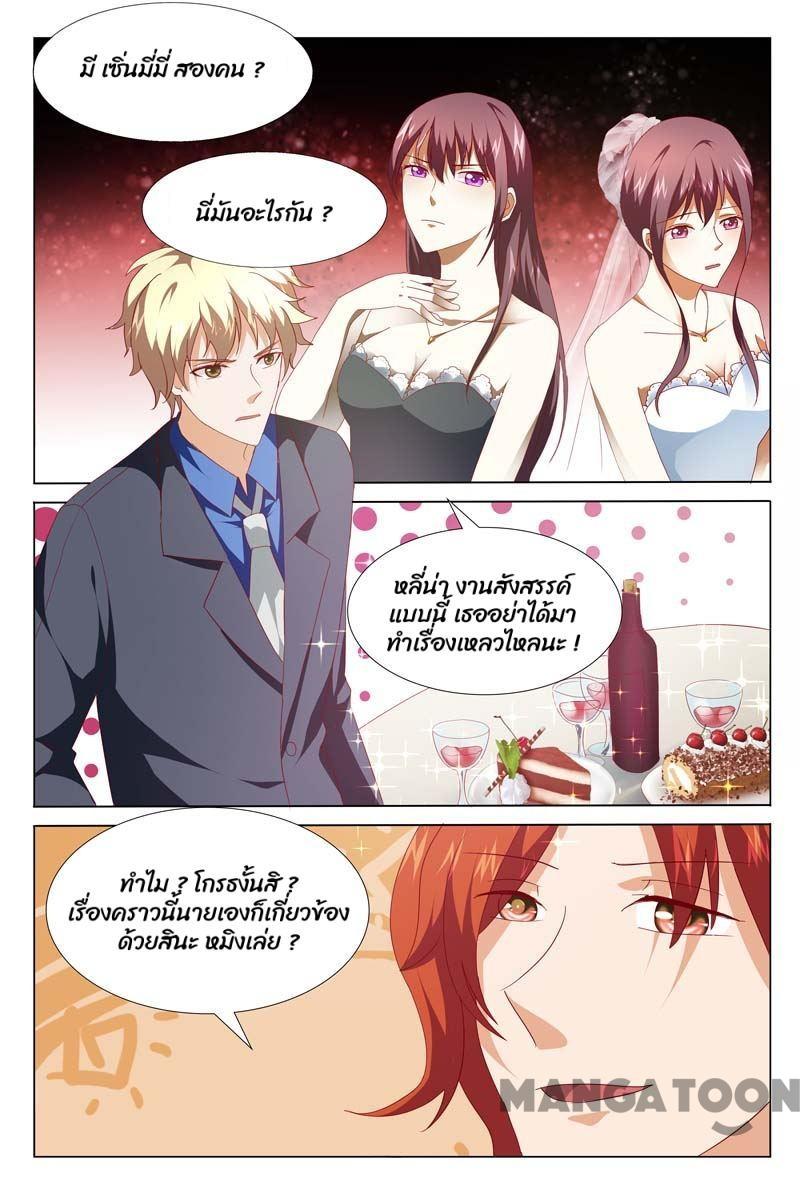 มี เซิ่นมี่มี่ สองคน ?
นี่มันอะไรกัน ?
หลี่น่า งานสังสรรค์
แบบนี้ เธออย่าได้มา
ทำเรื่องเหลวไหลนะ !
ทำไม ? โกรธงั้นสิ ?
เรื่องคราวนี้นายเองก็เกี่ยวข้อง
ด้วยสินะ หมิงเล่ย ?
MANGATOON